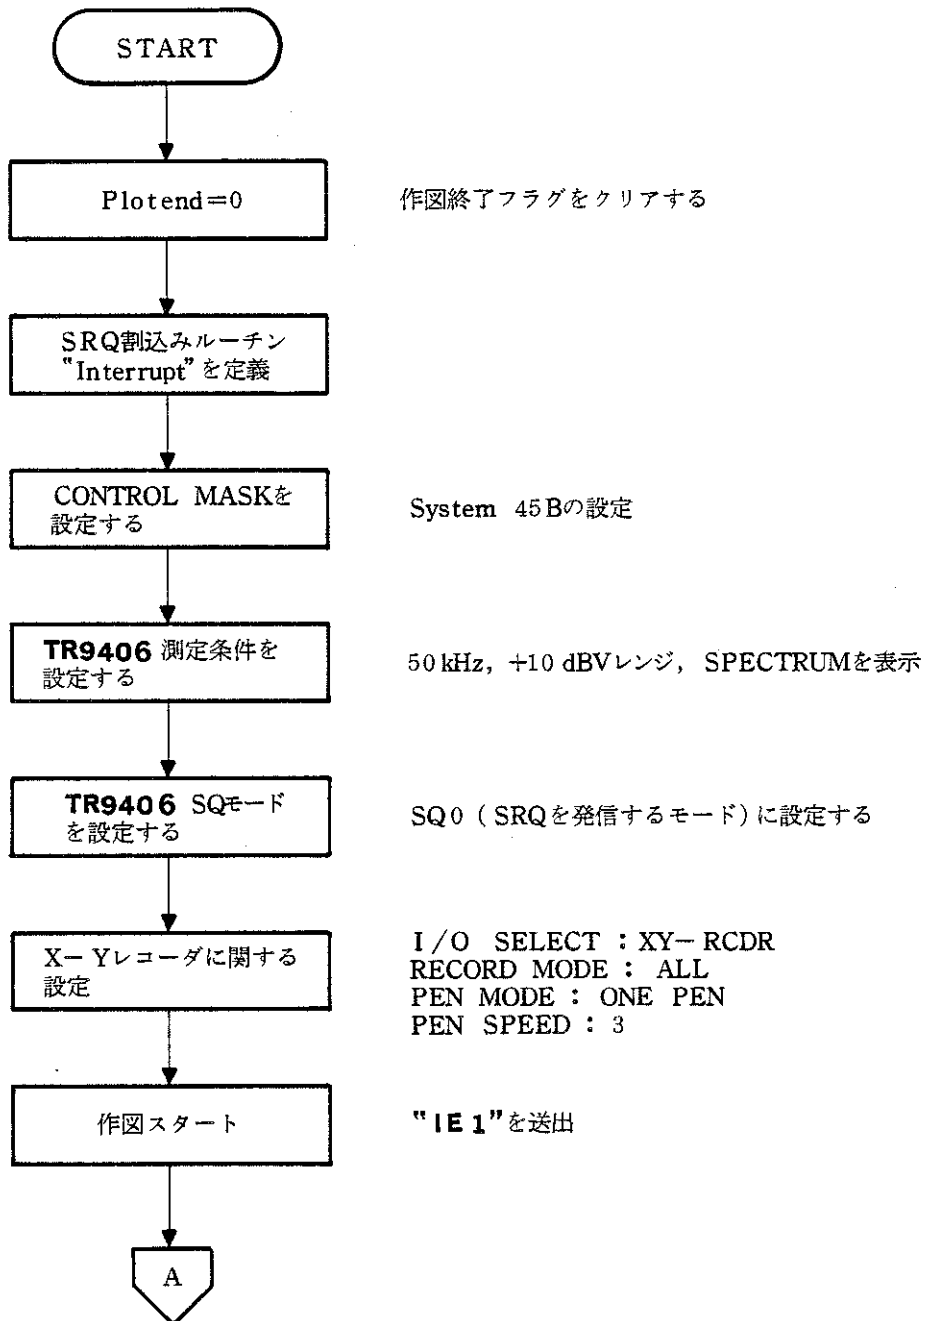 START
Plotend=0
作図終了フラグをクリアする
SRQ割込みルーチン
"Interrupt"を定義
CONTROL MASKを
設定する
System 45Bの設定
TR9406 測定条件を
設定する
50kHz, +10 dBVレンジ, SPECTRUMを表示
TR9406 SQモード
を設定する
SQ0 (SRQを発信するモード)に設定する
X-Yレコーダに関する
設定
I/O SELECT : XY-RCDR
RECORD MODE : ALL
PEN MODE : ONE PEN
PEN SPEED : 3
作図スタート
"IE1"を送出
A